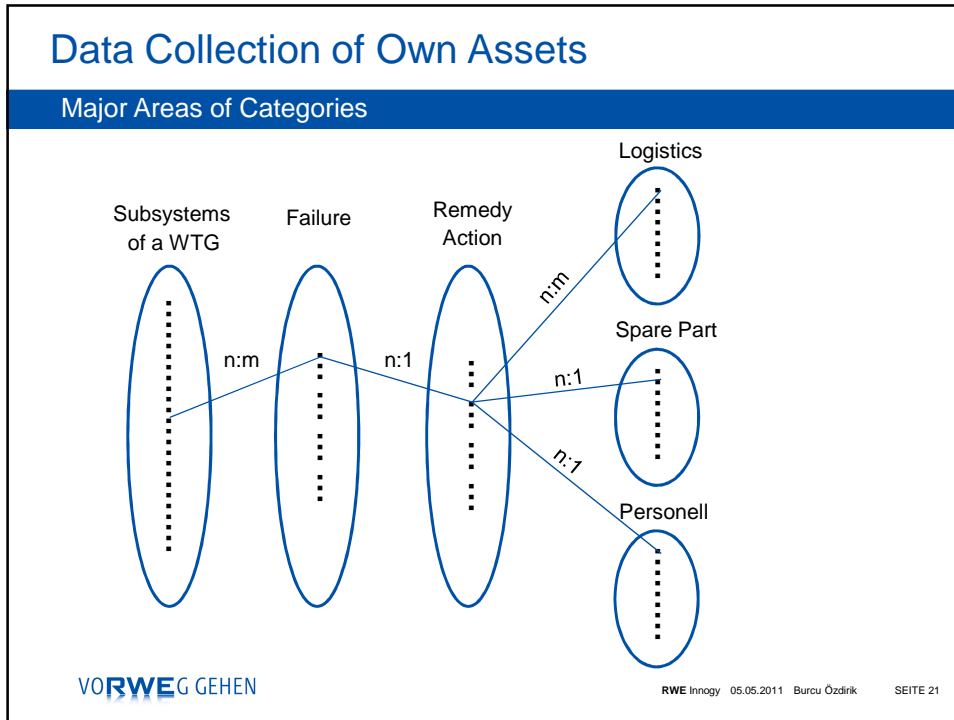 Data Collection of Own Assets
Major Areas of Categories
Logistics
Subsystems
of a WTG
Failure
Remedy
Action
n:m
Spare Part
n:m
n:1
n:1
n:1
Personell
VORWEG GEHEN
RWE Innogy 05.05.2011 Burcu Özdirik SEITE 21